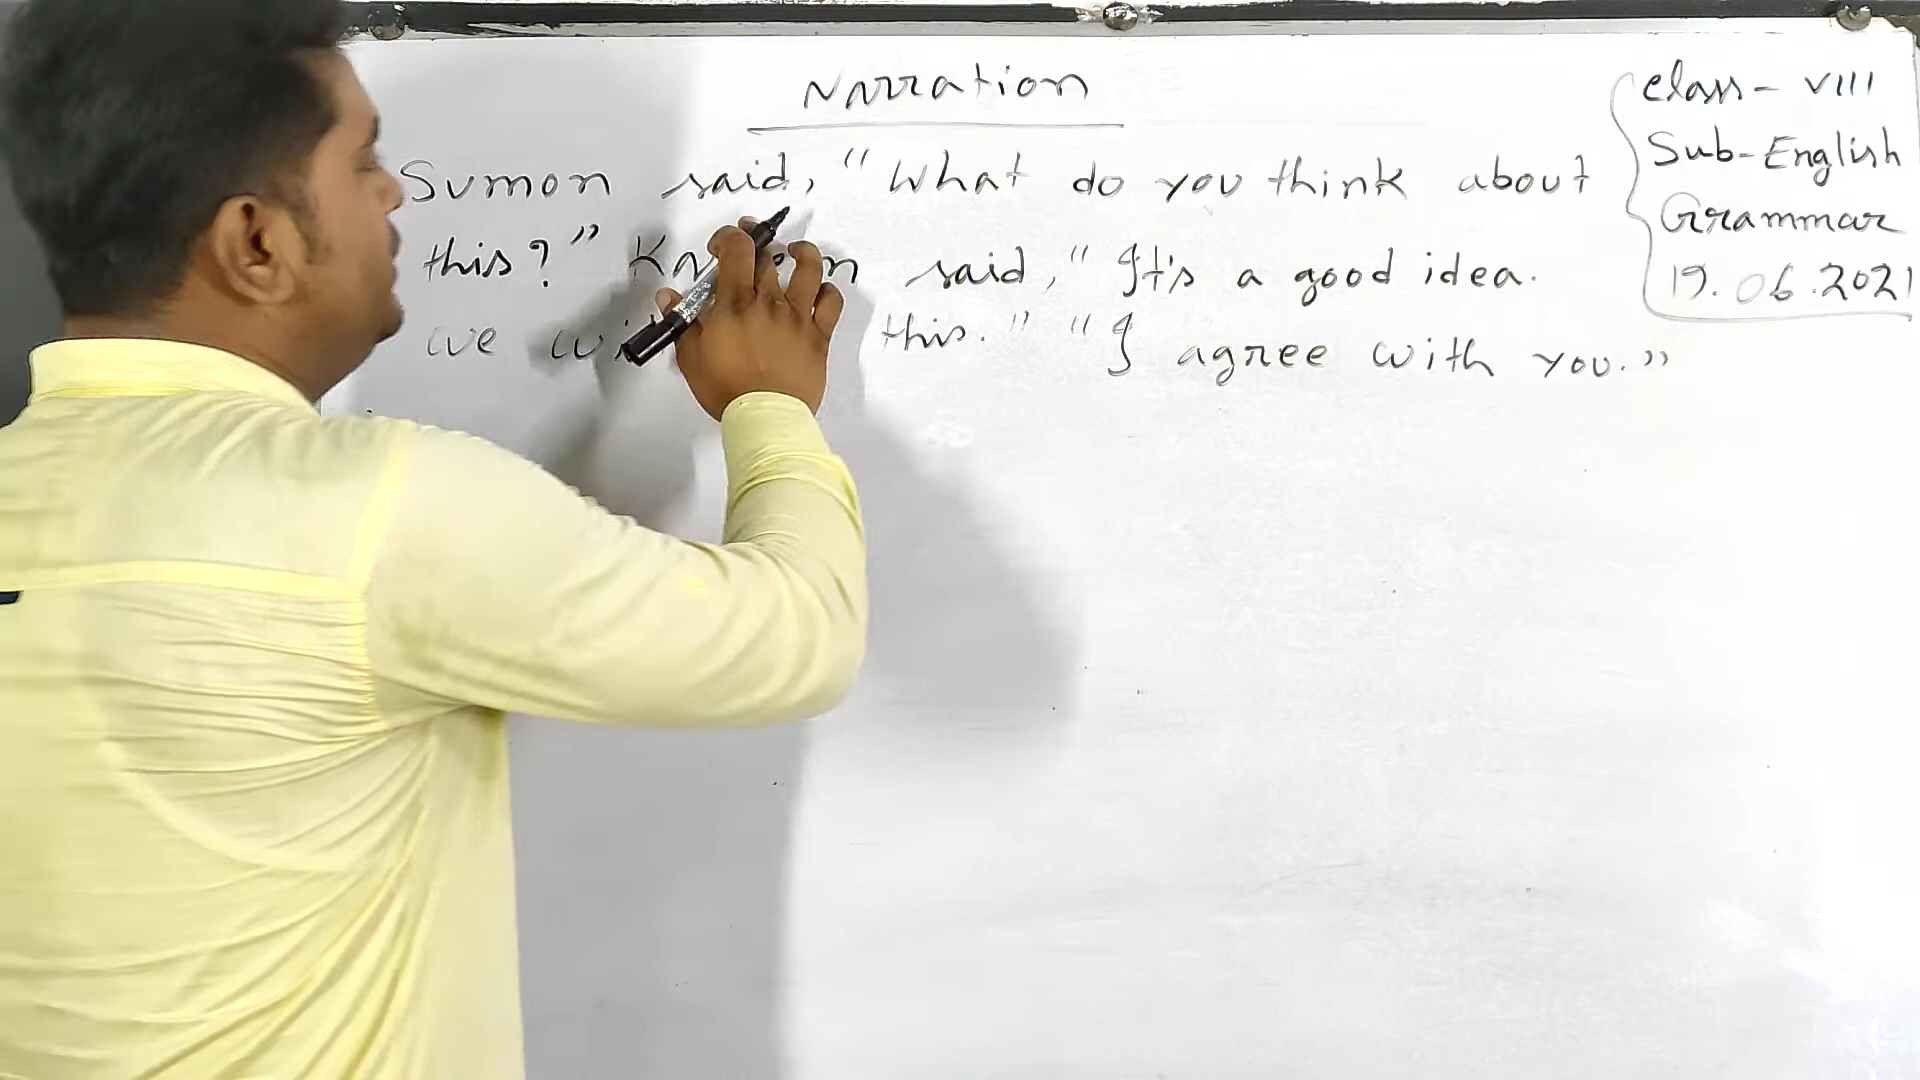 Narration
Class - VIII
Sub - English
Grammar
19.06.2021
Sumon said, "What do you think about
this?" said, "It's a good idea.
we this." "I agree with you."